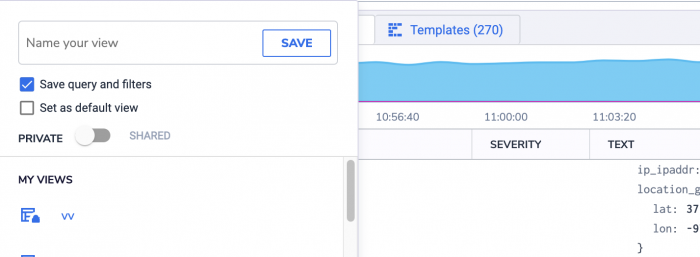 Name your view
SAVE
Save query and filters
Set as default view
PRIVATE SHARED
MY VIEWS
vv
Templates (270)
10:56:40 11:00:00 11:03:20
SEVERITY TEXT
ip_ipaddr:
location_g
lat: 37
lon: -9
}